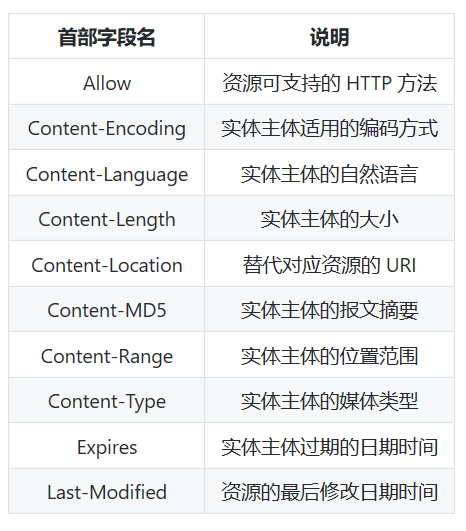 首部字段名 说明
Allow 资源可支持的 HTTP 方法
Content-Encoding 实体主体适用的编码方式
Content-Language 实体主体的自然语言
Content-Length 实体主体的大小
Content-Location 替代对应资源的 URI
Content-MD5 实体主体的报文摘要
Content-Range 实体主体的位置范围
Content-Type 实体主体的媒体类型
Expires 实体主体过期的日期时间
Last-Modified 资源的最后修改日期时间